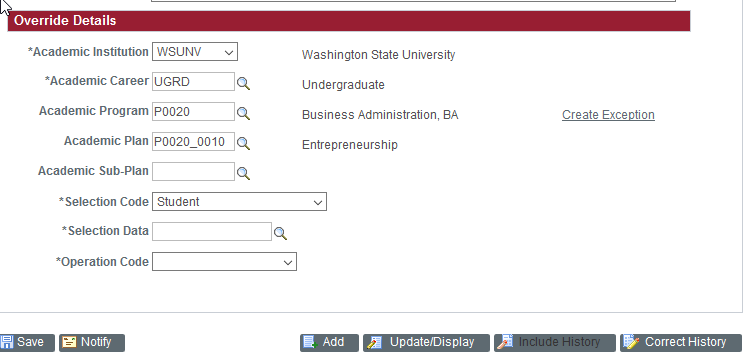 Override Details
*Academic Institution WSUNV Washington State University
*Academic Career UGRD Undergraduate
Academic Program P0020 Business Administration, BA Create Exception
Academic Plan P0020_0010 Entrepreneurship
Academic Sub-Plan
*Selection Code Student
*Selection Data
*Operation Code
Save Notify Add Update/Display Include History Correct History